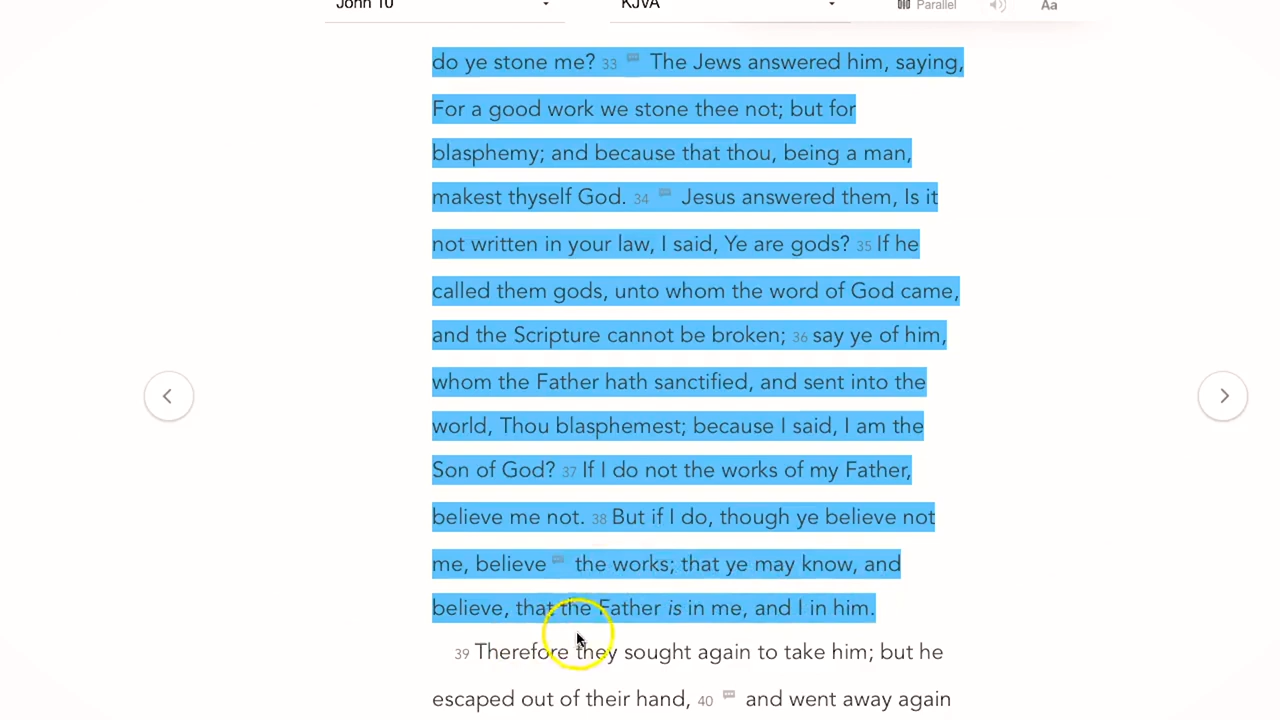 John 10
KJVA
Parallel
Aa
do ye stone me? 33 The Jews answered him, saying,
For a good work we stone thee not; but for
blasphemy; and because that thou, being a man,
makest thyself God. 34 Jesus answered them, Is it
not written in your law, I said, Ye are gods? 35 If he
called them gods, unto whom the word of God came,
and the Scripture cannot be broken; 36 say ye of him,
whom the Father hath sanctified, and sent into the
world, Thou blasphemest; because I said, I am the
Son of God? 37 If I do not the works of my Father,
believe me not. 38 But if I do, though ye believe not
me, believe the works; that ye may know, and
believe, that the Father is in me, and I in him.
39 Therefore they sought again to take him; but he
escaped out of their hand, 40 and went away again